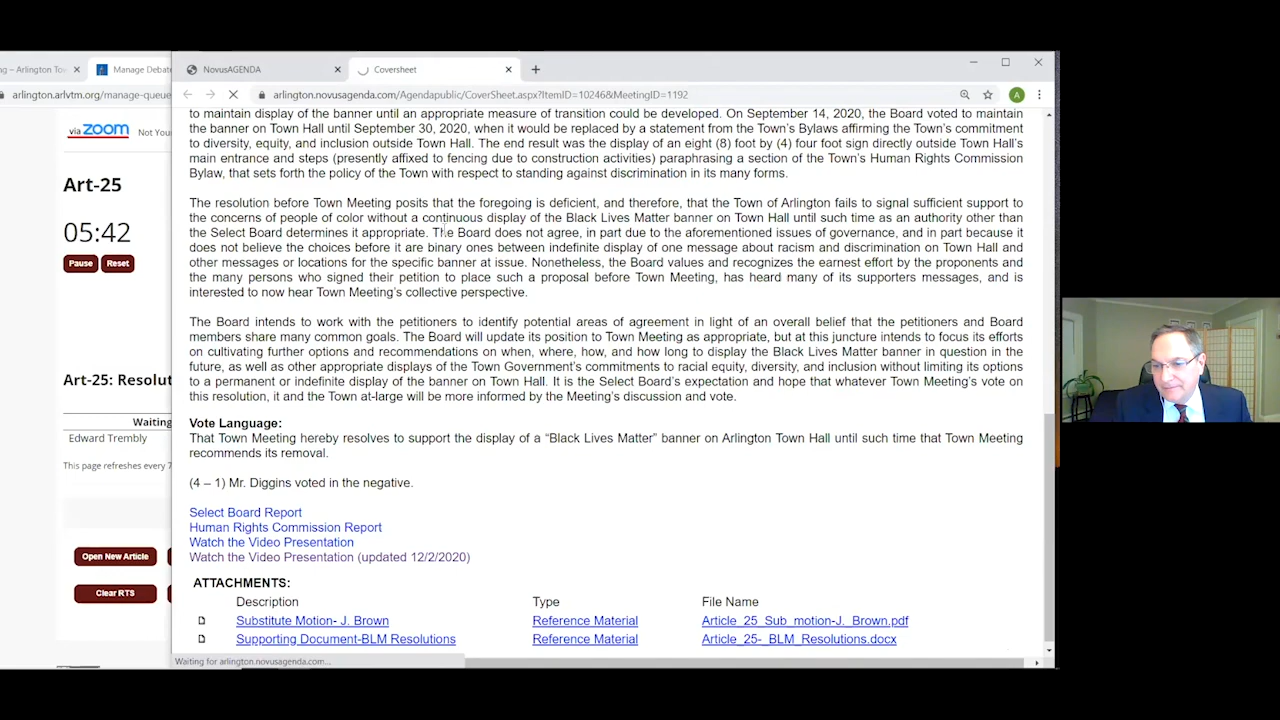 ng – Arlington Tow
Manage Debat
NovusAGENDA
Coversheet
arlington.arlvtm.org/manage-queue
arlington.novusagenda.com/Agendapublic/CoverSheet.aspx?ItemID=10246&MeetingID=1192
via zoom
Not You
Art-25
05:42
Pause
Reset
Art-25: Resolut
Waiting
Edward Trembly
This page refreshes every 7
Open New Article
Clear RTS
to maintain display of the banner until an appropriate measure of transition could be developed. On September 14, 2020, the Board voted to maintain
the banner on Town Hall until September 30, 2020, when it would be replaced by a statement from the Town's Bylaws affirming the Town's commitment
to diversity, equity, and inclusion outside Town Hall. The end result was the display of an eight (8) foot by (4) four foot sign directly outside Town Hall's
main entrance and steps (presently affixed to fencing due to construction activities) paraphrasing a section of the Town's Human Rights Commission
Bylaw, that sets forth the policy of the Town with respect to standing against discrimination in its many forms.
The resolution before Town Meeting posits that the foregoing is deficient, and therefore, that the Town of Arlington fails to signal sufficient support to
the concerns of people of color without a continuous display of the Black Lives Matter banner on Town Hall until such time as an authority other than
the Select Board determines it appropriate. The Board does not agree, in part due to the aforementioned issues of governance, and in part because it
does not believe the choices before it are binary ones between indefinite display of one message about racism and discrimination on Town Hall and
other messages or locations for the specific banner at issue. Nonetheless, the Board values and recognizes the earnest effort by the proponents and
the many persons who signed their petition to place such a proposal before Town Meeting, has heard many of its supporters messages, and is
interested to now hear Town Meeting's collective perspective.
The Board intends to work with the petitioners to identify potential areas of agreement in light of an overall belief that the petitioners and Board
members share many common goals. The Board will update its position to Town Meeting as appropriate, but at this juncture intends to focus its efforts
on cultivating further options and recommendations on when, where, how, and how long to display the Black Lives Matter banner in question in the
future, as well as other appropriate displays of the Town Government's commitments to racial equity, diversity, and inclusion without limiting its options
to a permanent or indefinite display of the banner on Town Hall. It is the Select Board's expectation and hope that whatever Town Meeting's vote on
this resolution, it and the Town at-large will be more informed by the Meeting's discussion and vote.
Vote Language:
That Town Meeting hereby resolves to support the display of a "Black Lives Matter" banner on Arlington Town Hall until such time that Town Meeting
recommends its removal.
(4 – 1) Mr. Diggins voted in the negative.
Select Board Report
Human Rights Commission Report
Watch the Video Presentation
Watch the Video Presentation (updated 12/2/2020)
ATTACHMENTS:
Description Type File Name
Substitute Motion- J. Brown Reference Material Article_25_Sub_motion-J._Brown.pdf
Supporting Document-BLM Resolutions Reference Material Article_25-_BLM_Resolutions.docx
Waiting for arlington.novusagenda.com...